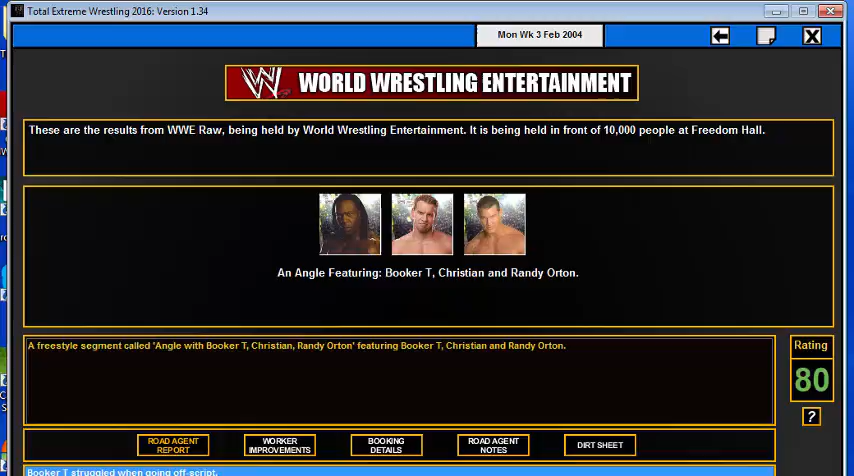 Total Extreme Wrestling 2016: Version 1.34
Mon Wk 3 Feb 2004
WORLD WRESTLING ENTERTAINMENT
These are the results from WWE Raw, being held by World Wrestling Entertainment. It is being held in front of 10,000 people at Freedom Hall.
An Angle Featuring: Booker T, Christian and Randy Orton.
A freestyle segment called 'Angle with Booker T, Christian, Randy Orton' featuring Booker T, Christian and Randy Orton.
Rating
80
?
ROAD AGENT
REPORT
WORKER
IMPROVEMENTS
BOOKING
DETAILS
ROAD AGENT
NOTES
DIRT SHEET
Booker T struggled when going off-script.